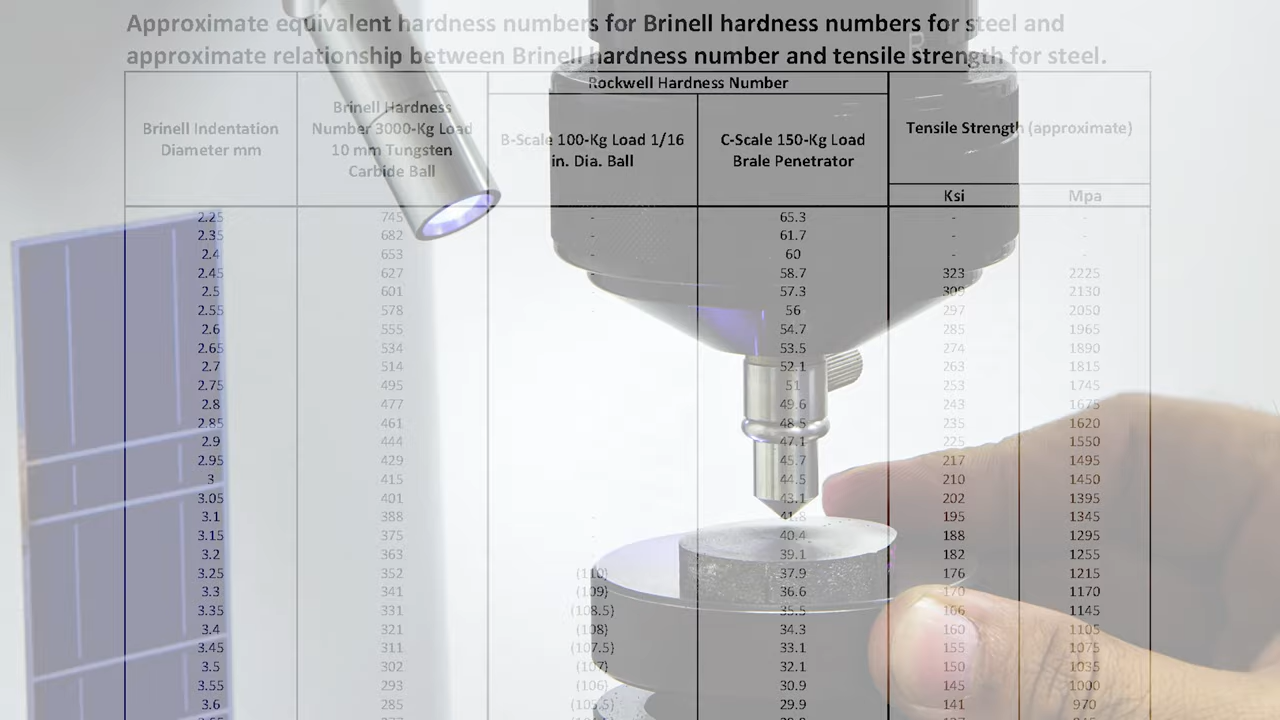 Approximate equivalent hardness numbers for Brinell hardness numbers for steel and
approximate relationship between Brinell hardness number and tensile strength for steel.
Rockwell Hardness Number
Brinell Indentation
Diameter mm
Brinell Hardness
Number 3000-Kg Load
10 mm Tungsten
Carbide Ball
B-Scale 100-Kg Load 1/16
in. Dia. Ball
C-Scale 150-Kg Load
Brale Penetrator
Tensile Strength (approximate)
Ksi Mpa
2.25 745 - 65.3 - -
2.35 682 - 61.7 - -
2.4 653 - 60 - -
2.45 627 - 58.7 323 2225
2.5 601 - 57.3 309 2130
2.55 578 - 56 297 2050
2.6 555 54.7 285 1965
2.65 534 53.5 274 1890
2.7 514 52.1 263 1815
2.75 495 51 253 1745
2.8 477 49.6 243 1675
2.85 461 48.5 235 1620
2.9 444 47.1 225 1550
2.95 429 45.7 217 1495
3 415 44.5 210 1450
3.05 401 43.1 202 1395
3.1 388 - 41.8 195 1345
3.15 375 - 40.4 188 1295
3.2 363 - 39.1 182 1255
3.25 352 (110) 37.9 176 1215
3.3 341 (109) 36.6 170 1170
3.35 331 (108.5) 35.5 166 1145
3.4 321 (108) 34.3 160 1105
3.45 311 (107.5) 33.1 155 1075
3.5 302 (107) 32.1 150 1035
3.55 293 (106) 30.9 145 1000
3.6 285 (105.5) 29.9 141 970